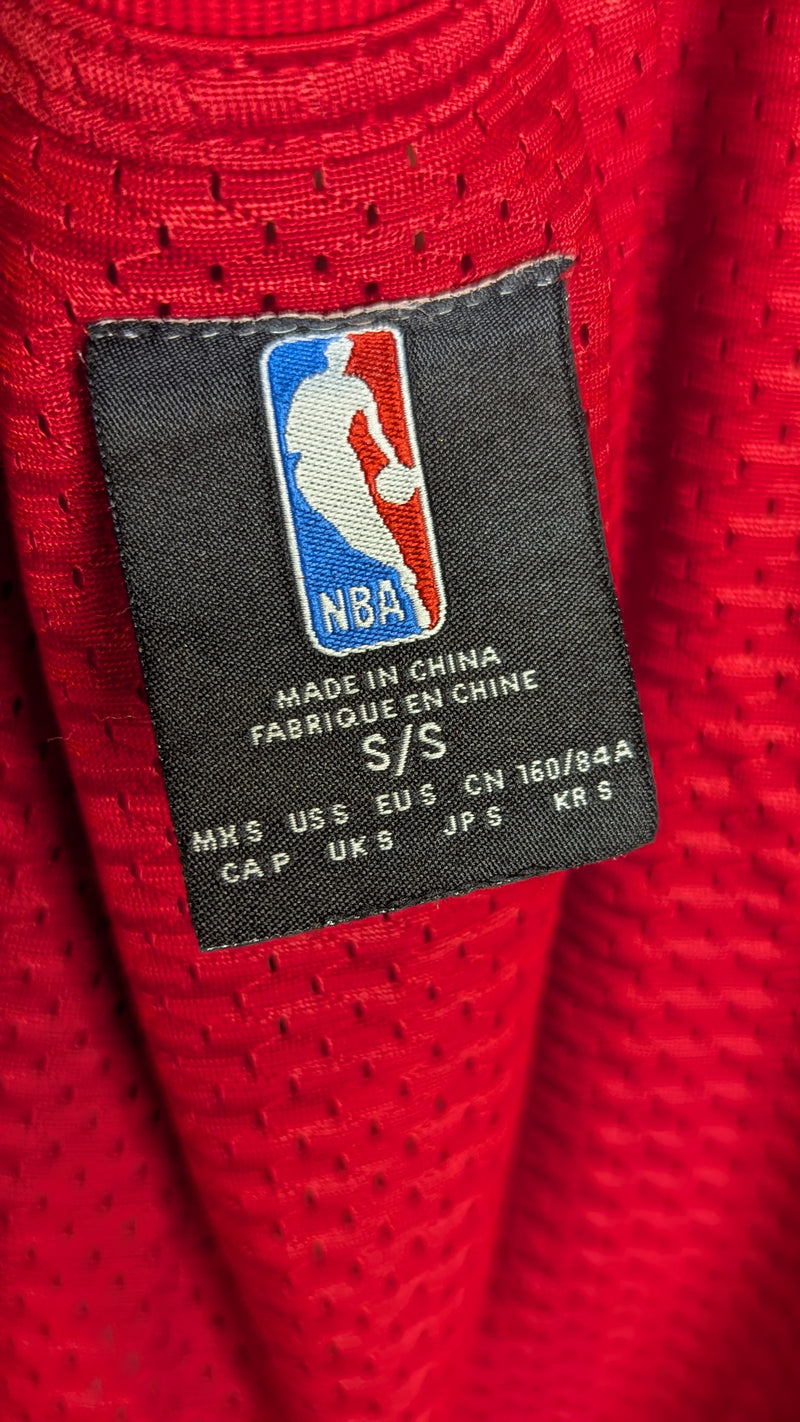 NBA
MADE IN CHINA
FABRIQUE EN CHINE
S/S
MX S US S EU S CN 160/84A
CA P UK S JP S KR S